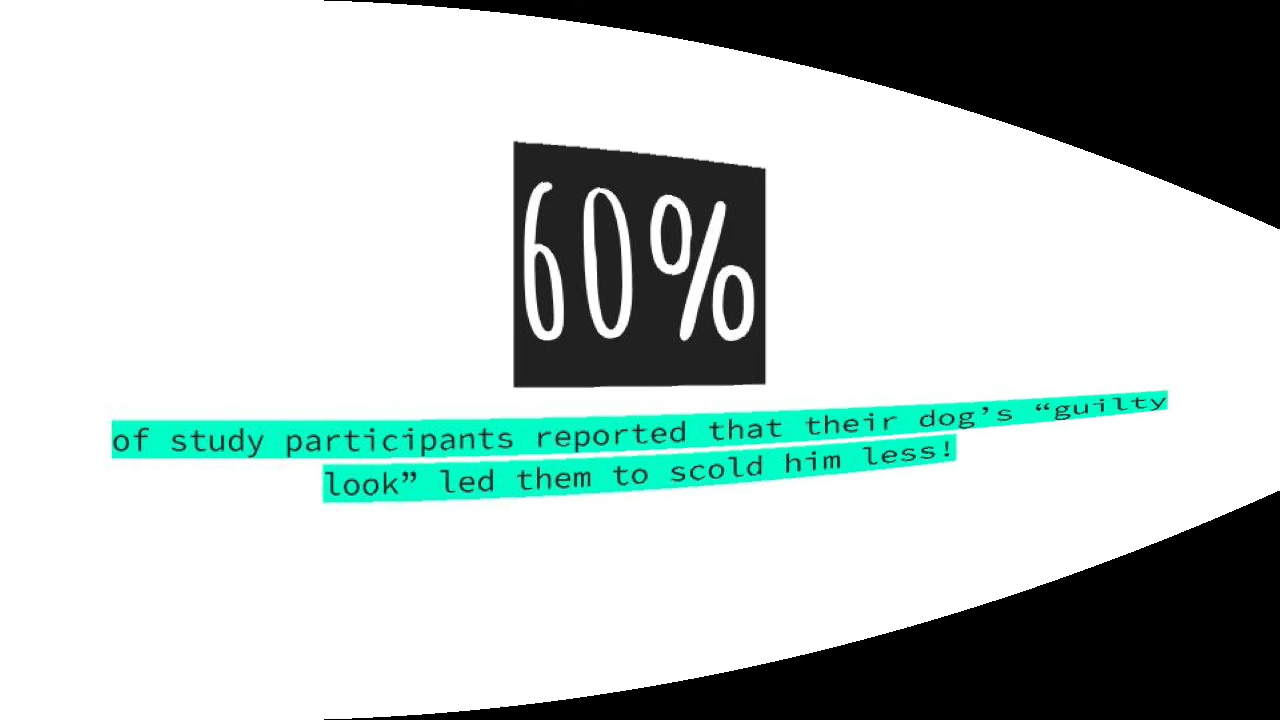 60%
of study participants reported that their dog’s “guilty
look” led them to scold him less!